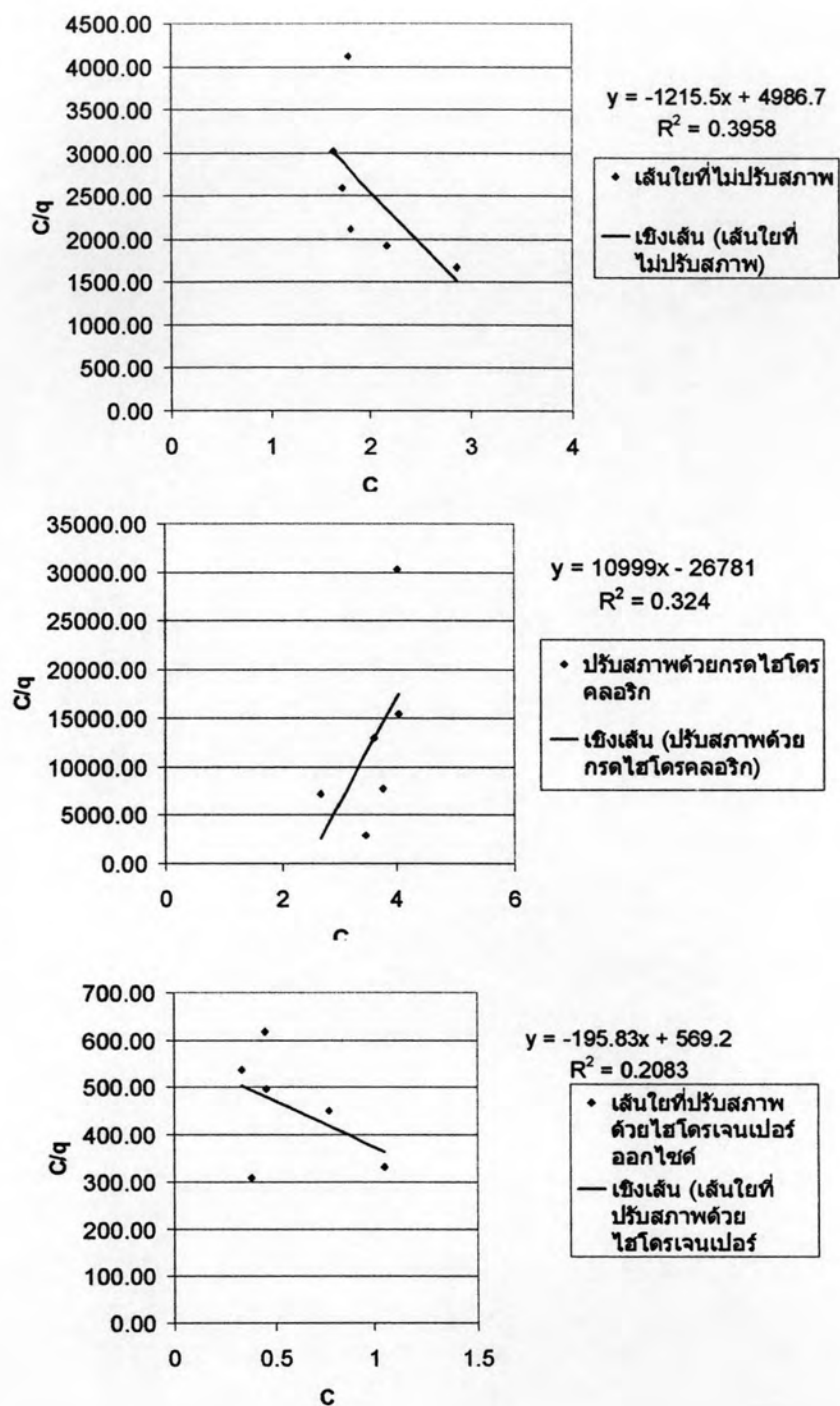 4500.00
4000.00
3500.00
3000.00
2500.00
2000.00
1500.00
1000.00
500.00
0.00
C/q
0 1 2 3 4
C
y = -1215.5x + 4986.7
R² = 0.3958
เส้นใยที่ไม่ปรับสภาพ
เชิงเส้น (เส้นใยที่
ไม่ปรับสภาพ)
35000.00
30000.00
25000.00
20000.00
15000.00
10000.00
5000.00
0.00
C/q
0 2 4 6
C
y = 10999x - 26781
R² = 0.324
ปรับสภาพด้วยกรดไฮโดร
คลอริก
เชิงเส้น (ปรับสภาพด้วย
กรดไฮโดรคลอริก)
700.00
600.00
500.00
400.00
300.00
200.00
100.00
0.00
C/q
0 0.5 1 1.5
C
y = -195.83x + 569.2
R² = 0.2083
เส้นใยที่ปรับสภาพ
ด้วยไฮโดรเจนเปอร์
ออกไซด์
เชิงเส้น (เส้นใยที่
ปรับสภาพด้วย
ไฮโดรเจนเปอร์